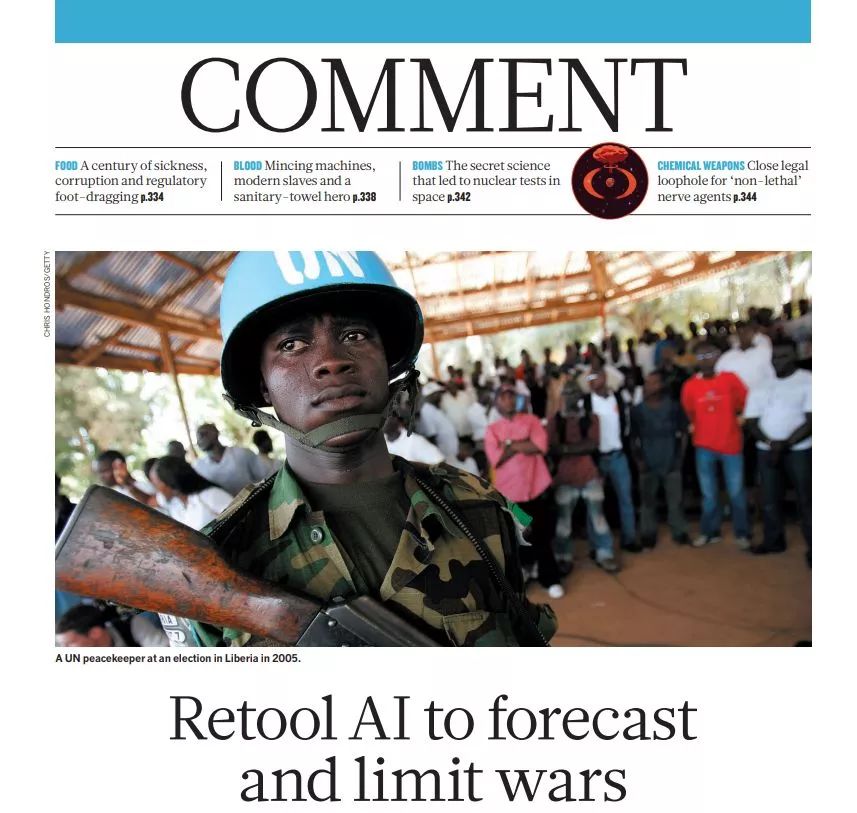 COMMENT
FOOD A century of sickness,
corruption and regulatory
foot-dragging p.334
BLOOD Mincing machines,
modern slaves and a
sanitary-towel hero p.338
BOMBS The secret science
that led to nuclear tests in
space p.342
CHEMICAL WEAPONS Close legal
loophole for ‘non-lethal’
nerve agents p.344
CHRIS HONDROS/GETTY
UN
A UN peacekeeper at an election in Liberia in 2005.
Retool AI to forecast
and limit wars